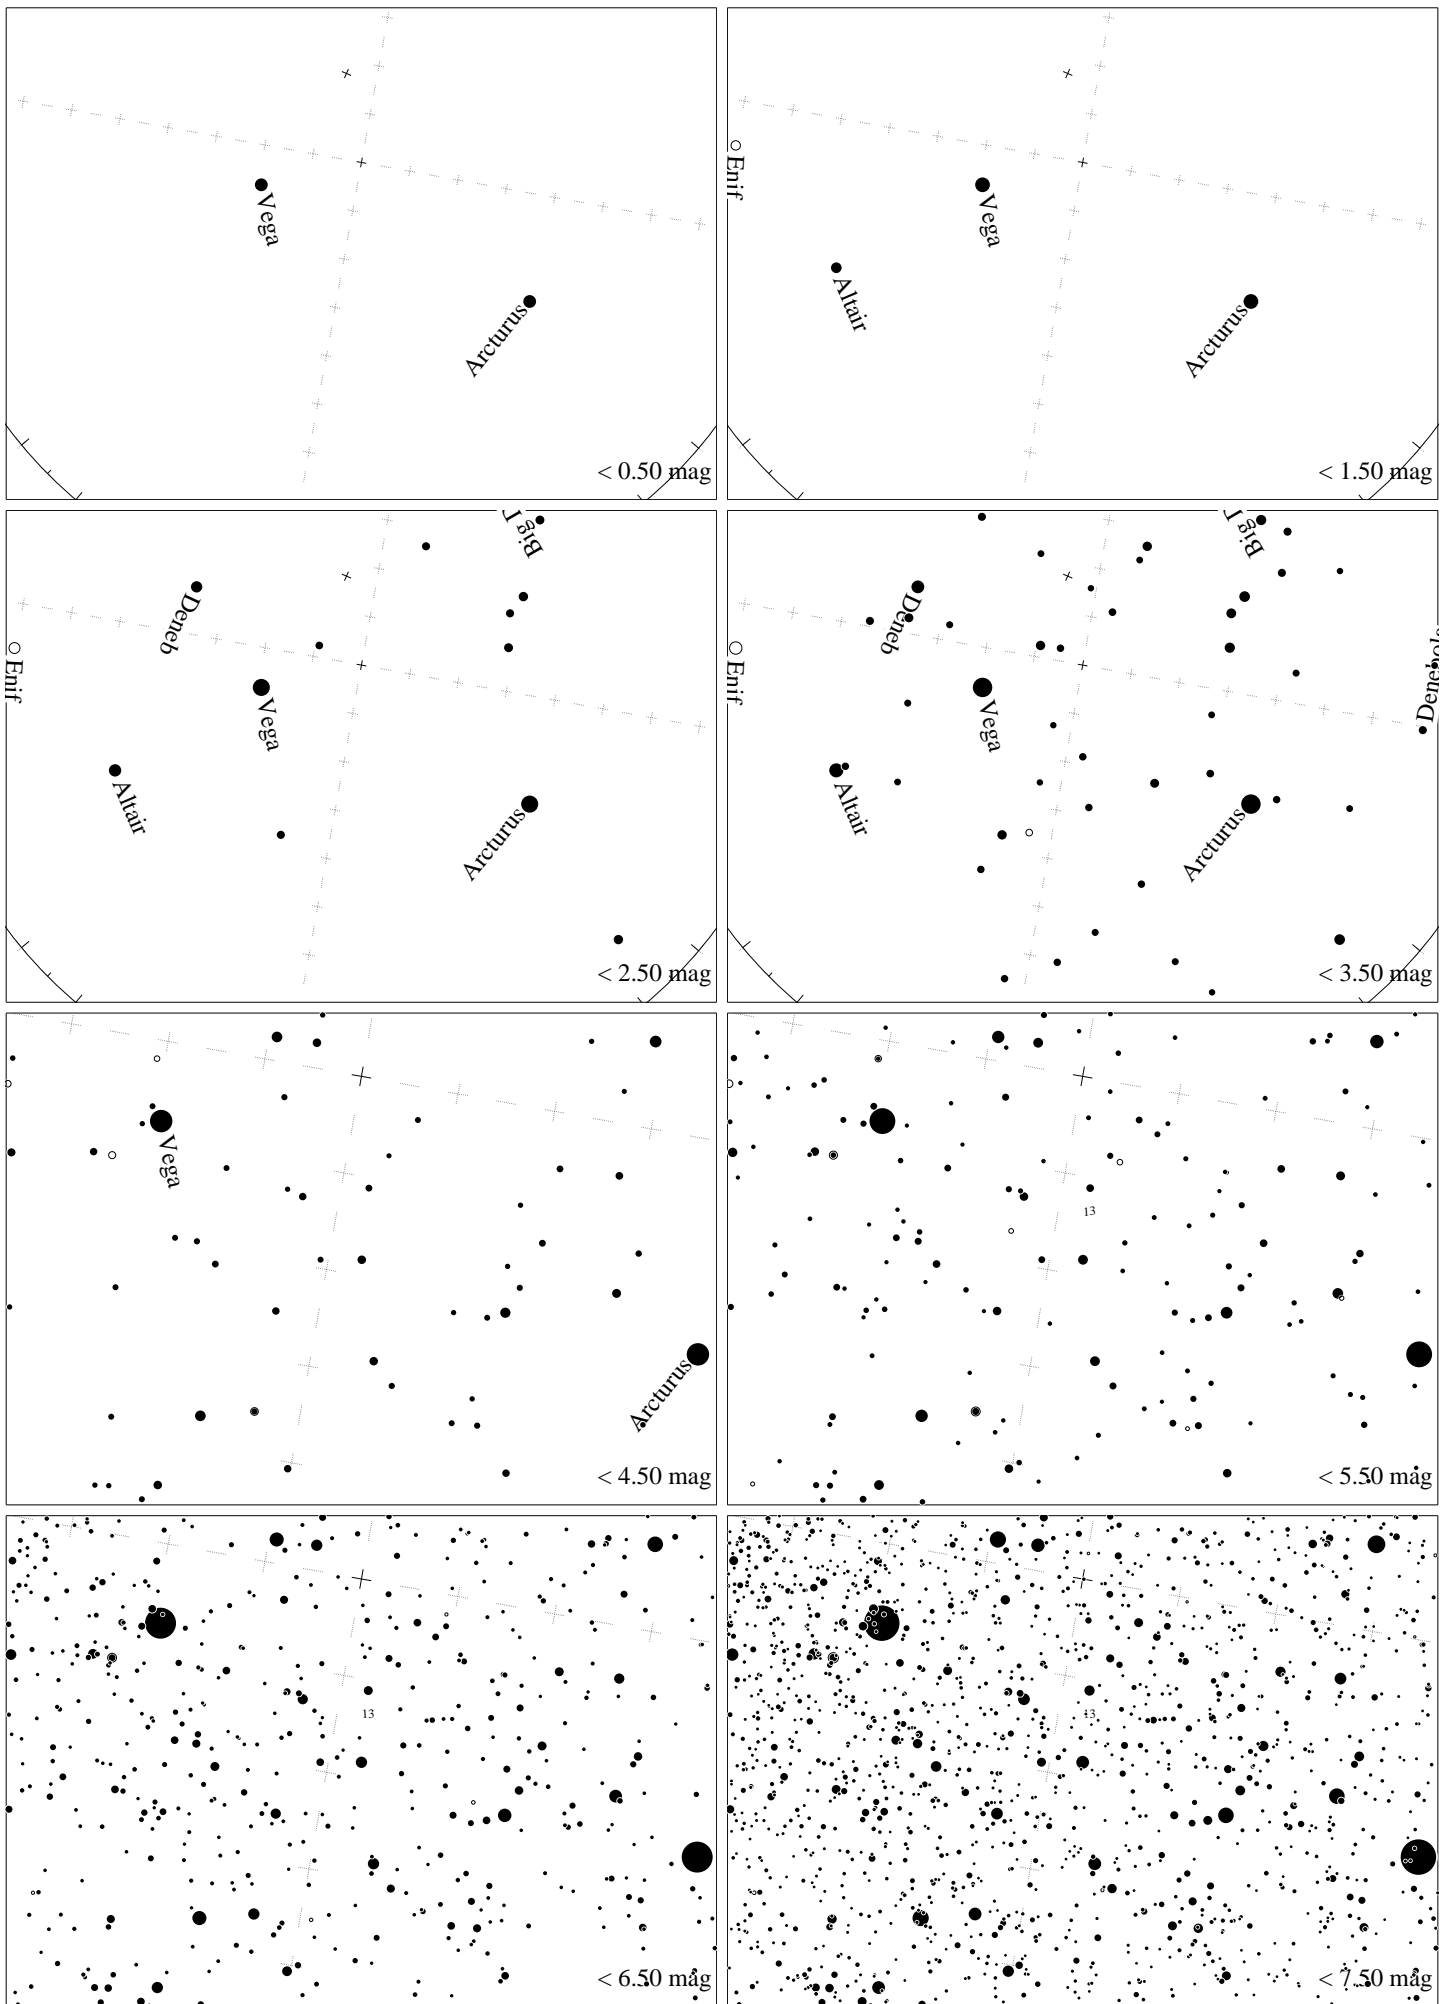 Vega
Arcturus
< 0.50 mag
Enif
Vega
Altair
Arcturus
< 1.50 mag
Big
Deneb
Enif
Vega
Altair
Arcturus
< 2.50 mag
Big
Deneb
Enif
Vega
Altair
Arcturus
< 3.50 mag
Vega
Arcturus
< 4.50 mag
13
< 5.50 mag
13
< 6.50 mag
13
< 7.50 mag